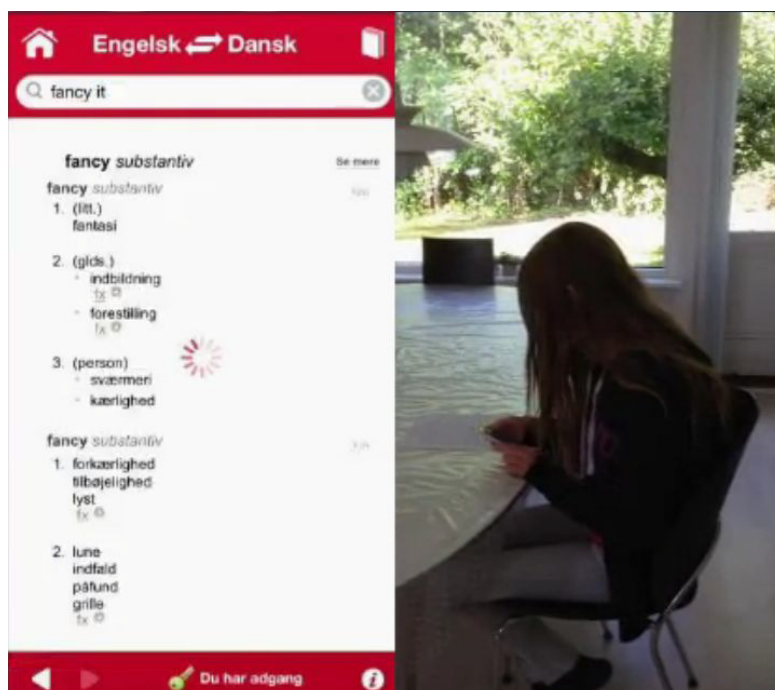 Engelsk Dansk
fancy it
fancy substantiv
Se mere
fancy substantiv
1. (litt.)
fantasi
2. (glds.)
indbildning
fx
forestilling
fx
3. (person)
sværmeri
kærlighed
fancy substantiv
1. forkærlighed
tilbøjelighed
lyst
fx
2. lune
indfald
påfund
grille
fx
Du har adgang